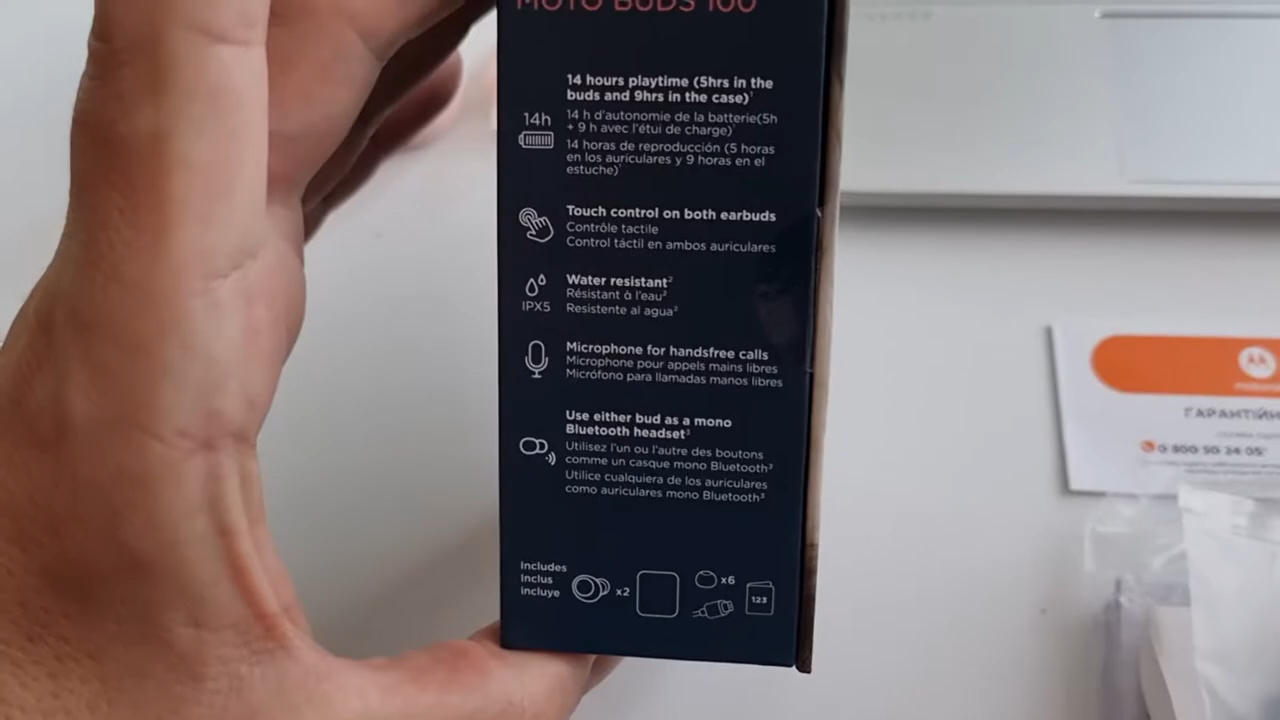 MOTO BUDS 100
14 hours playtime (5hrs in the
buds and 9hrs in the case)¹
14h
14 h d'autonomie de la batterie(5h
+ 9 h avec l'étui de charge)¹
14 horas de reproducción (5 horas
en los auriculares y 9 horas en el
estuche)¹
Touch control on both earbuds
Contrôle tactile
Control táctil en ambos auriculares
Water resistant²
Résistant à l'eau²
Resistente al agua²
IPX5
Microphone for handsfree calls
Microphone pour appels mains libres
Micrófono para llamadas manos libres
Use either bud as a mono
Bluetooth headset³
Utilisez l'un ou l'autre des boutons
comme un casque mono Bluetooth³
Utilice cualquiera de los auriculares
como auriculares mono Bluetooth³
Includes
Inclus
incluye
x2
x6
123
0 800 50 24 05